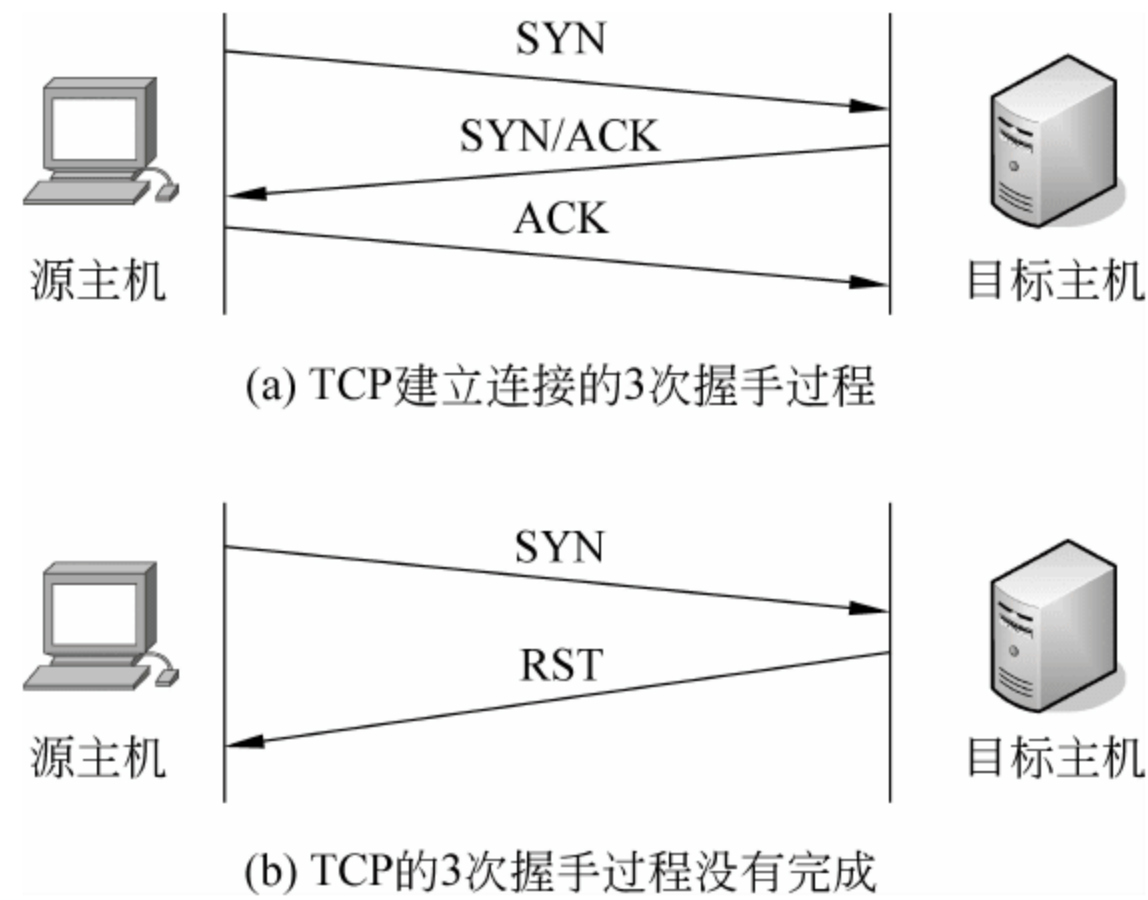 SYN
SYN/ACK
ACK
源主机
目标主机
(a) TCP建立连接的3次握手过程
SYN
RST
源主机
目标主机
(b) TCP的3次握手过程没有完成